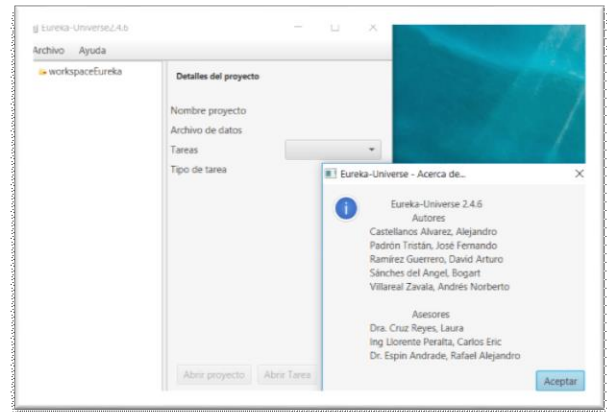 Eureka-Universe2.4.6
Archivo Ayuda
workspaceEureka
Detalles del proyecto
Nombre proyecto
Archivo de datos
Tareas
Tipo de tarea
Abrir proyecto Abrir Tarea
Eureka-Universe - Acerca de...
Eureka-Universe 2.4.6
Autores
Castellanos Alvarez, Alejandro
Padrón Tristán, José Fernando
Ramírez Guerrero, David Arturo
Sánches del Angel, Bogart
Villareal Zavala, Andrés Norberto
Asesores
Dra. Cruz Reyes, Laura
Ing Llorente Peralta, Carlos Eric
Dr. Espin Andrade, Rafael Alejandro
Aceptar